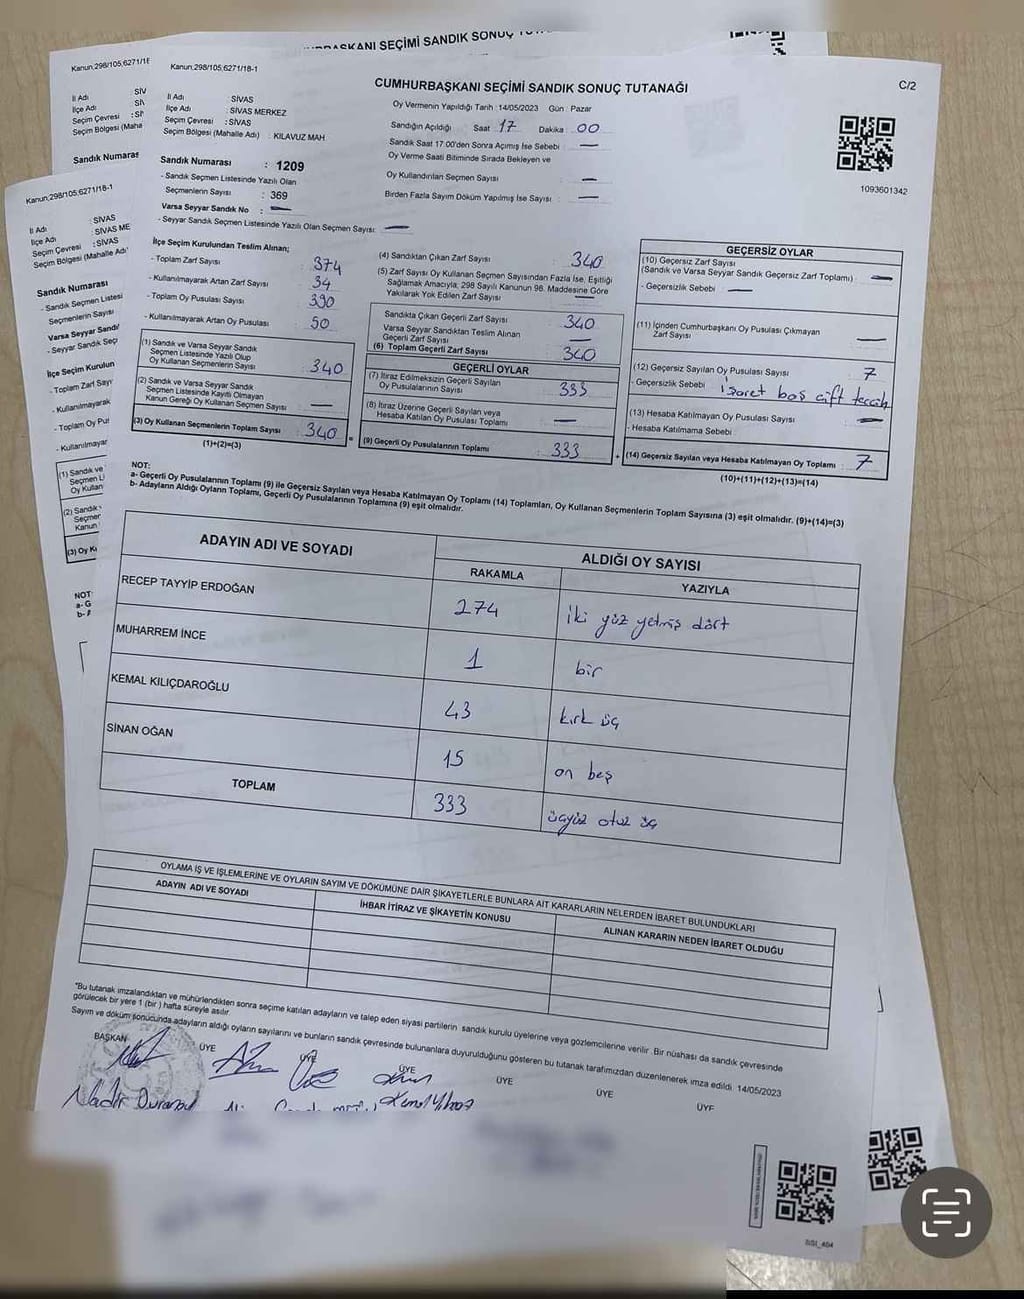 CUMHURBAŞKANI SEÇİMİ SANDIK SONUÇ
Kanun,298/105,6271/18-1
Kanun,298/105,6271/18-1
CUMHURBAŞKANI SEÇİMİ SANDIK SONUÇ TUTANAĞI
C/2
İl Adı : SİVAS
İlçe Adı : SİVAS MERKEZ
Seçim Çevresi : SİVAS
Seçim Bölgesi (Mahalle Adı) : KILAVUZ MAH
Oy Vermenin Yapıldığı Tarih : 14/05/2023 Gün : Pazar
Sandığın Açıldığı Saat 17 Dakika 00
Sandık Saat 17:00'den Sonra Açımış İse Sebebi —
Oy Verme Saati Bitiminde Sırada Bekleyen ve
Oy Kullandırılan Seçmen Sayısı —
Birden Fazla Sayım Döküm Yapılmış İse Sayısı —
1093601342
Sandık Numarası : 1209
- Sandık Seçmen Listesinde Yazılı Olan
Seçmenlerin Sayısı : 369
Varsa Seyyar Sandık No : —
- Seyyar Sandık Seçmen Listesinde Yazılı Olan Seçmen Sayısı: —
İlçe Seçim Kurulundan Teslim Alınan;
- Toplam Zarf Sayısı 374
- Kullanılmayarak Artan Zarf Sayısı 34
- Toplam Oy Pusulası Sayısı 390
- Kullanılmayarak Artan Oy Pusulası 50
(1) Sandık ve Varsa Seyyar Sandık
Seçmen Listesinde Yazılı Olup
Oy Kullanan Seçmenlerin Sayısı 340
(2) Sandık ve Varsa Seyyar Sandık
Seçmen Listesinde Kayıtlı Olmayan
Kanun Gereği Oy Kullanan Seçmen Sayısı —
(3) Oy Kullanan Seçmenlerin Toplam Sayısı 340
(1)+(2)=(3)
(4) Sandıktan Çıkan Zarf Sayısı 340
(5) Zarf Sayısı Oy Kullanan Seçmen Sayısından Fazla İse, Eşitliği
Sağlamak Amacıyla; 298 Sayılı Kanunun 98. Maddesine Göre
Yakılarak Yok Edilen Zarf Sayısı —
Sandıkta Çıkan Geçerli Zarf Sayısı 340
Varsa Seyyar Sandıktan Teslim Alınan
Geçerli Zarf Sayısı —
(6) Toplam Geçerli Zarf Sayısı 340
GEÇERLİ OYLAR
(7) İtiraz Edilmeksizin Geçerli Sayılan
Oy Pusulasının Sayısı 333
(8) İtiraz Üzerine Geçerli Sayılan veya
Hesaba Katılan Oy Pusulası Toplamı —
(9) Geçerli Oy Pusulalarının Toplamı 333
GEÇERSİZ OYLAR
(10) Geçersiz Zarf Sayısı
(Sandık ve Varsa Seyyar Sandık Geçersiz Zarf Toplamı) —
- Geçersizlik Sebebi —
(11) İçinden Cumhurbaşkanı Oy Pusulası Çıkmayan
Zarf Sayısı —
(12) Geçersiz Sayılan Oy Pusulası Sayısı 7
- Geçersizlik Sebebi işaret boş çift tercih
(13) Hesaba Katılmayan Oy Pusulası Sayısı —
- Hesaba Katılmama Sebebi
(14) Geçersiz Sayılan veya Hesaba Katılmayan Oy Toplamı 7
(10)+(11)+(12)+(13)=(14)
NOT:
a- Geçerli Oy Pusulalarının Toplamı (9) ile Geçersiz Sayılan veya Hesaba Katılmayan Oy Toplamı (14) Toplamları, Oy Kullanan Seçmenlerin Toplam Sayısına (3) eşit olmalıdır. (9)+(14)=(3)
b- Adayların Aldığı Oyların Toplamı, Geçerli Oy Pusulalarının Toplamına (9) eşit olmalıdır.
ADAYIN ADI VE SOYADI ALDIĞI OY SAYISI
RAKAMLA YAZIYLA
RECEP TAYYİP ERDOĞAN 274 iki yüz yetmiş dört
MUHARREM İNCE 1 bir
KEMAL KILIÇDAROĞLU 43 kırk üç
SİNAN OĞAN 15 on beş
TOPLAM 333 üçyüz otuz üç
OYLAMA İŞ VE İŞLEMLERİNE VE OYLARIN SAYIM VE DÖKÜMÜNE DAİR ŞİKAYETLERLE BUNLARA AİT KARARLARIN NELERDEN İBARET BULUNDUKLARI
ADAYIN ADI VE SOYADI İHBAR İTİRAZ VE ŞİKAYETİN KONUSU ALINAN KARARIN NEDEN İBARET OLDUĞU
"Bu tutanak imzalandıktan ve mühürlendikten sonra seçime katılan adayların ve talep eden siyasi partilerin sandık kurulu üyelerine veya gözlemcilerine verilir. Bir nüshası da sandık çevresinde
görülecek bir yere 1 (bir ) hafta süreyle asılır.
Sayım ve döküm sonucunda adayların aldığı oyların sayılarını ve bunların sandık çevresinde bulunanlara duyurulduğunu gösteren bu tutanak tarafımızdan düzenlenerek imza edildi. 14/05/2023
BAŞKAN ÜYE ÜYE ÜYE ÜYE ÜYE ÜYE